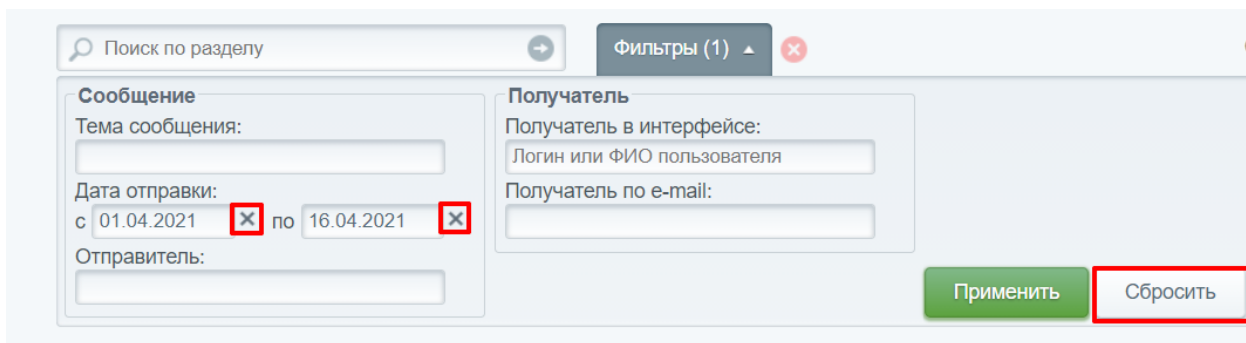 Поиск по разделу
Фильтры (1)
Сообщение
Тема сообщения:
Дата отправки:
с 01.04.2021 по 16.04.2021
Отправитель:
Получатель
Получатель в интерфейсе:
Логин или ФИО пользователя
Получатель по e-mail:
Применить
Сбросить